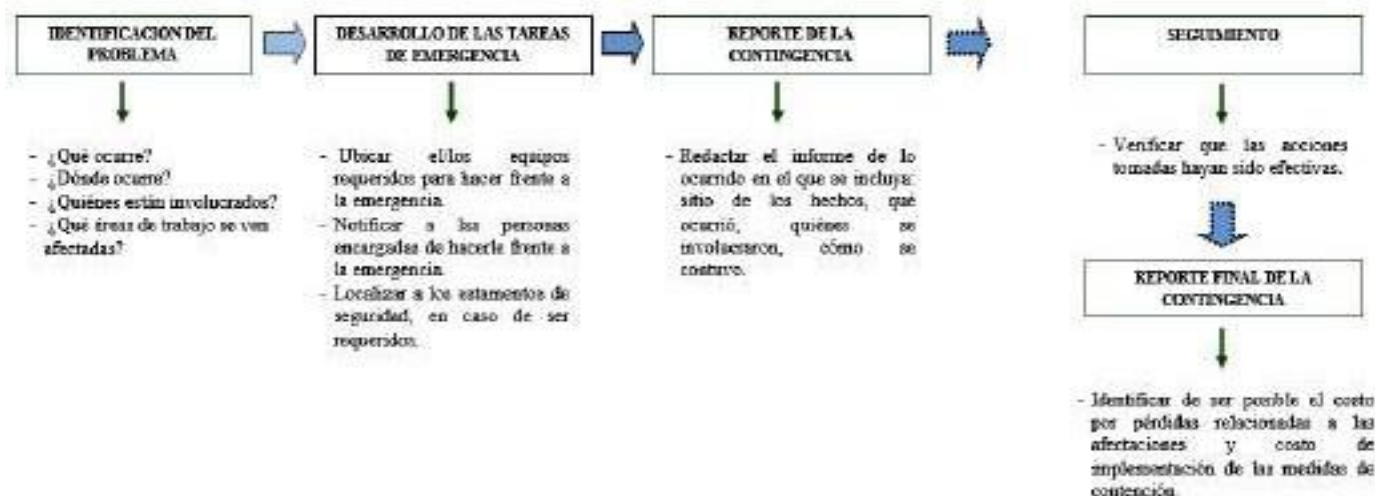 IDENTIFICACION DEL
PROBLEMA
- ¿Qué ocurre?
- ¿Dónde ocurre?
- ¿Quiénes están involucrados?
- ¿Qué áreas de trabajo se ven
afectadas?
DESARROLLO DE LAS TAREAS
DE EMERGENCIA
- Ubicar el/los equipos
requeridos para hacer frente a
la emergencia.
- Notificar a las personas
encargadas de hacerle frente a
la emergencia.
- Localizar a los estamentos de
seguridad, en caso de ser
requeridos.
REPORTE DE LA
CONTINGENCIA
- Redactar el informe de lo
ocurrido en el que se incluya:
sitio de los hechos, qué
ocurrió, quiénes se
involucraron, cómo se
contuvo.
SEGUIMIENTO
- Verificar que las acciones
tomadas hayan sido efectivas.
REPORTE FINAL DE LA
CONTINGENCIA
- Identificar de ser posible el costo
por pérdidas relacionadas a las
afectaciones y costo de
implementación de las medidas de
contención.